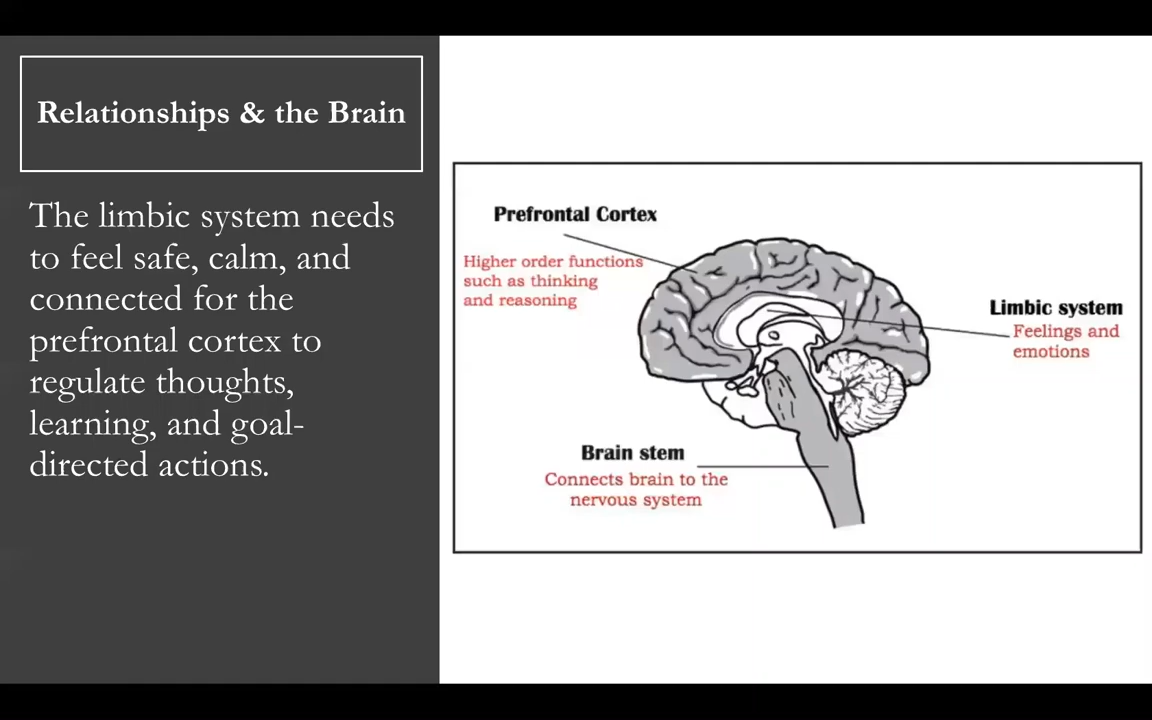 Relationships & the Brain
The limbic system needs
to feel safe, calm, and
connected for the
prefrontal cortex to
regulate thoughts,
learning, and goal-
directed actions.
Prefrontal Cortex
Higher order functions
such as thinking
and reasoning
Limbic system
Feelings and
emotions
Brain stem
Connects brain to the
nervous system